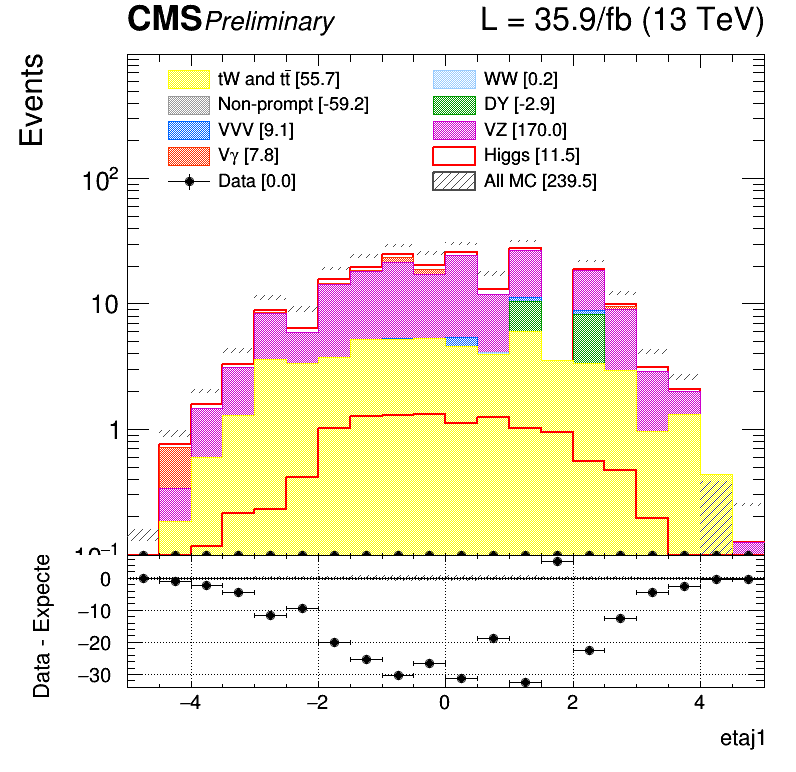 CMS Preliminary L = 35.9/fb (13 TeV)
Events
tW and tt̄ [55.7] WW [0.2]
Non-prompt [-59.2] DY [-2.9]
VVV [9.1] VZ [170.0]
Vγ [7.8] Higgs [11.5]
Data [0.0] All MC [239.5]
10²
10
1
10⁻¹
Data - Expecte
0
−10
−20
−30
−4 −2 0 2 4
etaj1